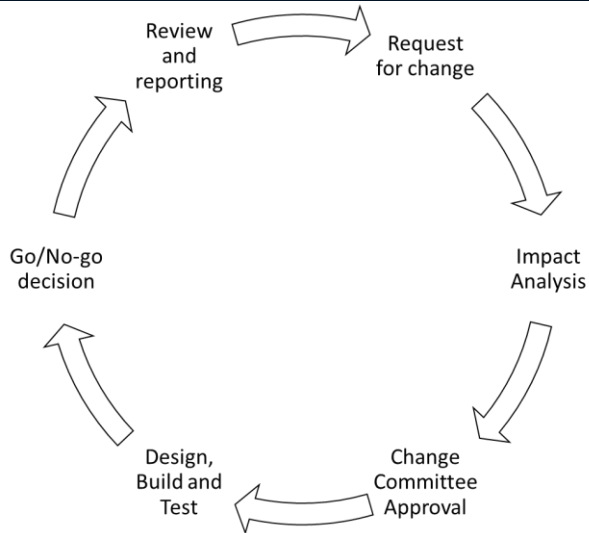 Review
and
reporting
Request
for change
Impact
Analysis
Change
Committee
Approval
Design,
Build and
Test
Go/No-go
decision